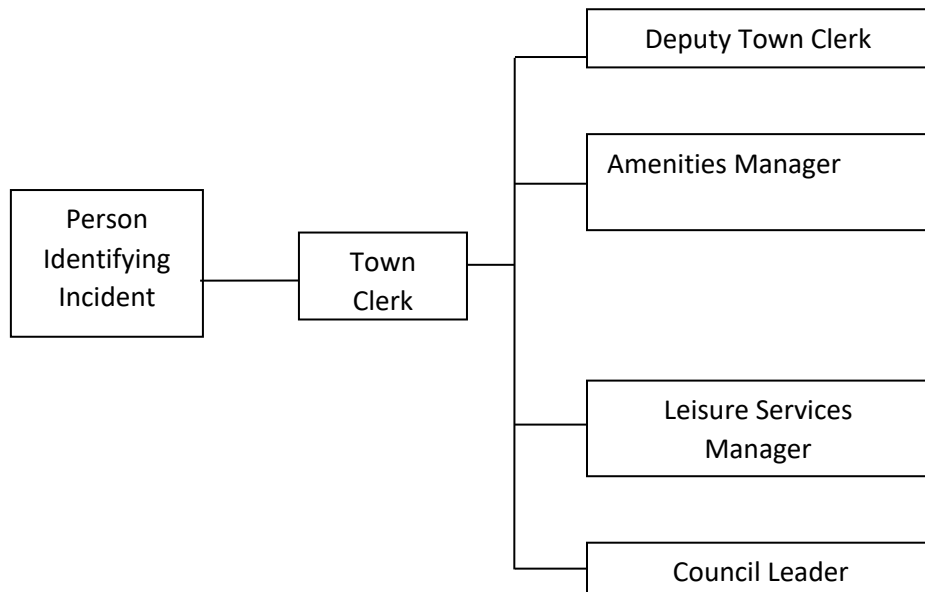 Deputy Town Clerk
Amenities Manager
Person
Identifying
Incident
Town
Clerk
Leisure Services
Manager
Council Leader